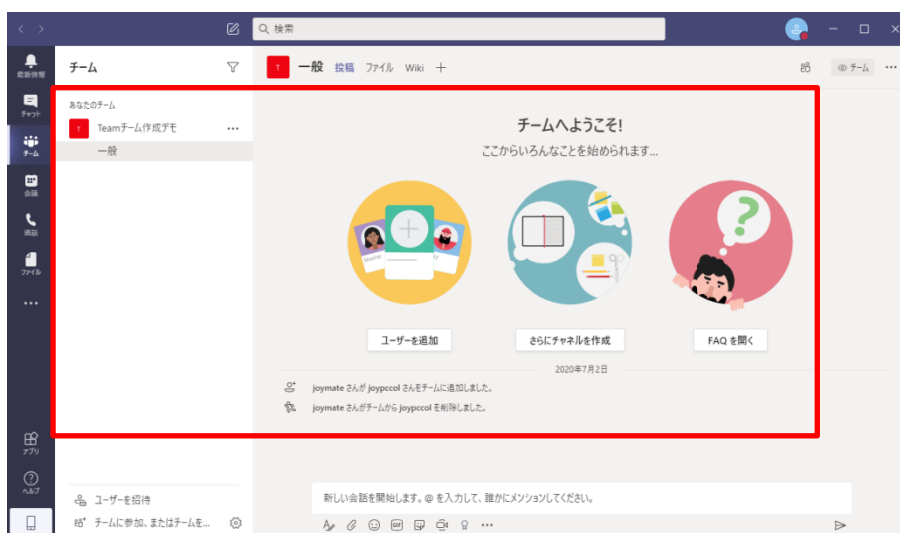 検索
最新情報
チャット
チーム
会議
通話
ファイル
アプリ
ヘルプ
チーム
あなたのチーム
T Teamチーム作成デモ
一般
ユーザーを招待
チームに参加、またはチームを...
T 一般 投稿 ファイル Wiki
チーム
チームへようこそ!
ここからいろんなことを始められます...
ユーザーを追加 さらにチャネルを作成 FAQ を開く
2020年7月2日
joymate さんが joypccol さんをチームに追加しました。
joymate さんがチームから joypccol を削除しました。
新しい会話を開始します。@ を入力して、誰かにメンションしてください。
GIF